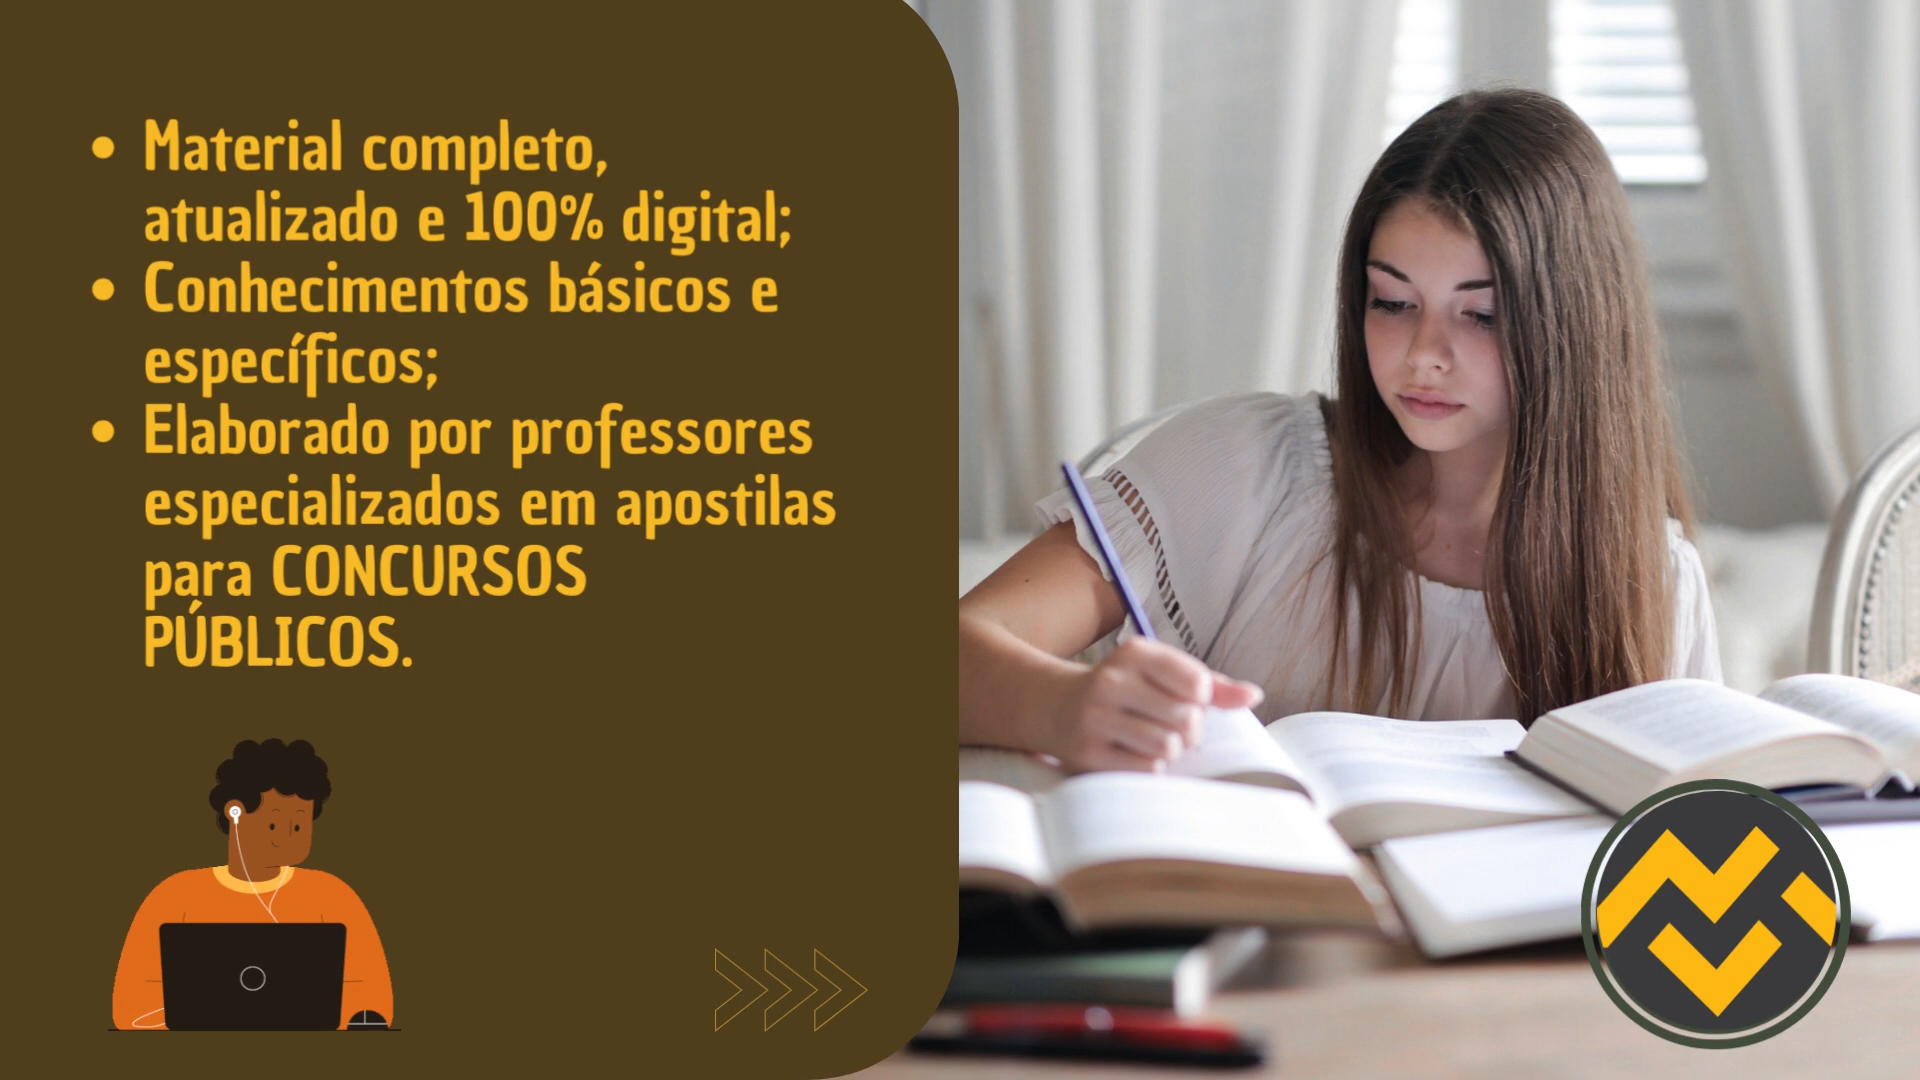 • Material completo,
atualizado e 100% digital;
• Conhecimentos básicos e
específicos;
• Elaborado por professores
especializados em apostilas
para CONCURSOS
PÚBLICOS.